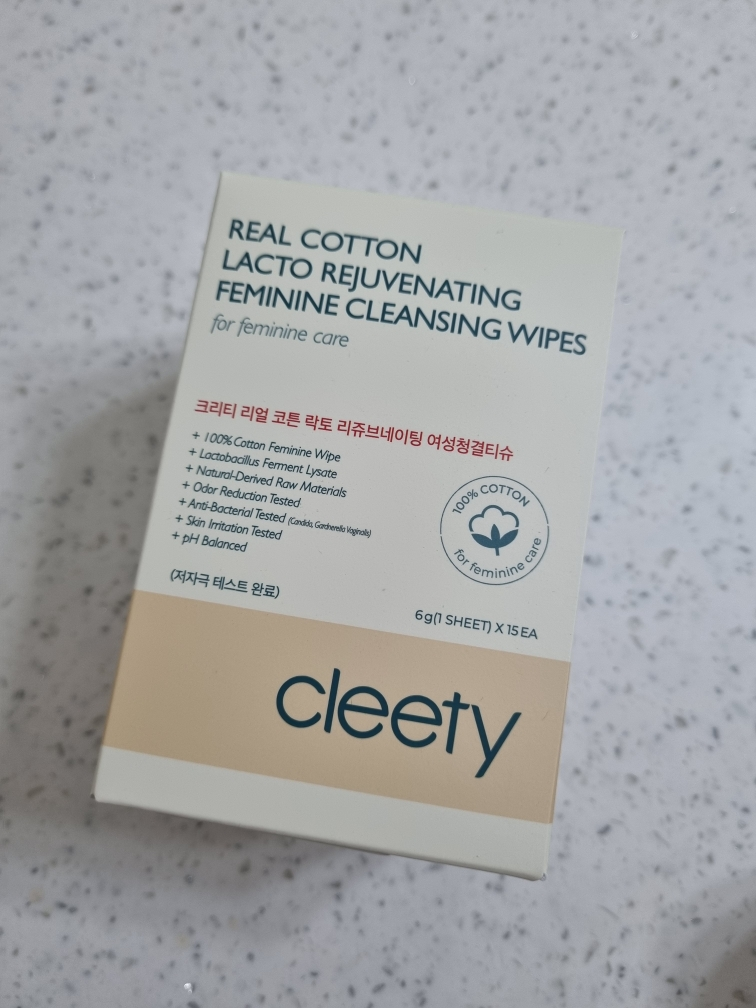 REAL COTTON
LACTO REJUVENATING
FEMININE CLEANSING WIPES
for feminine care
크리티 리얼 코튼 락토 리쥬브네이팅 여성청결티슈
+ 100% Cotton Feminine Wipe
+ Lactobacillus Ferment Lysate
+ Natural-Derived Raw Materials
+ Odor Reduction Tested
+ Anti-Bacterial Tested (Candida, Gardnerella Vaginalis)
+ Skin Irritation Tested
+ pH Balanced
(저자극 테스트 완료)
100% COTTON
for feminine care
6g(1 SHEET) X 15EA
cleety